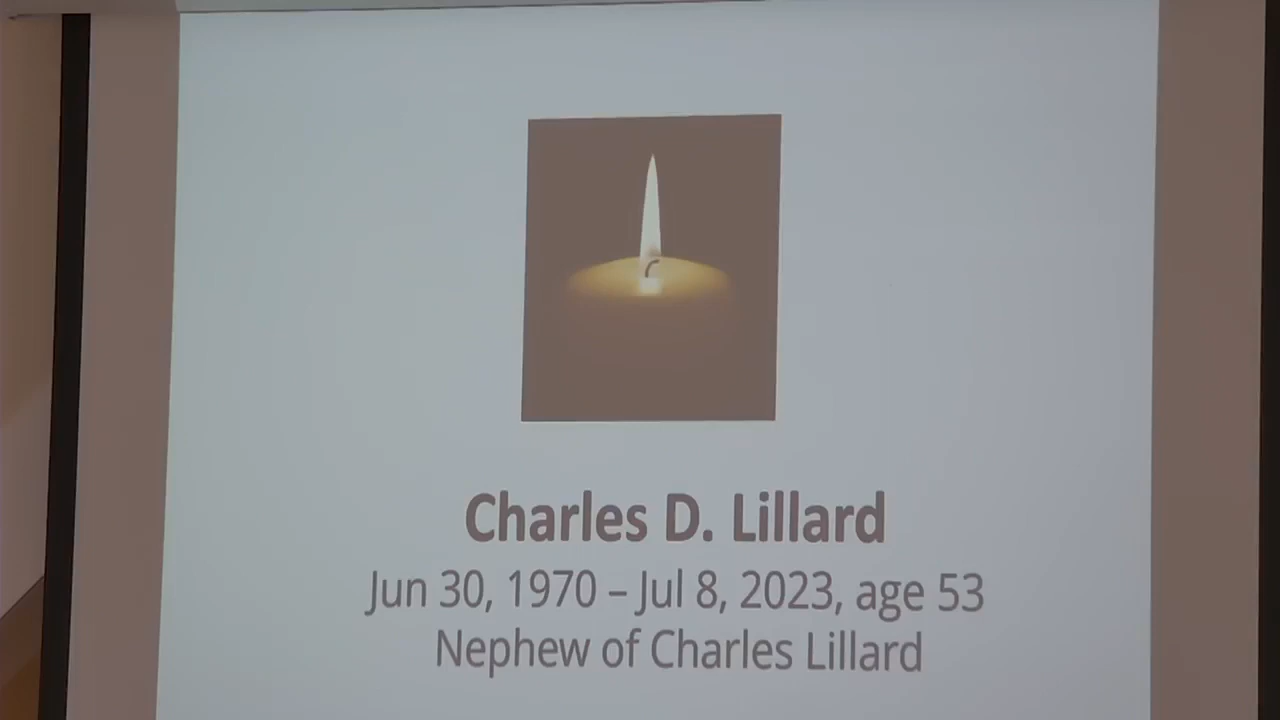 Charles D. Lillard
Jun 30, 1970 – Jul 8, 2023, age 53
Nephew of Charles Lillard